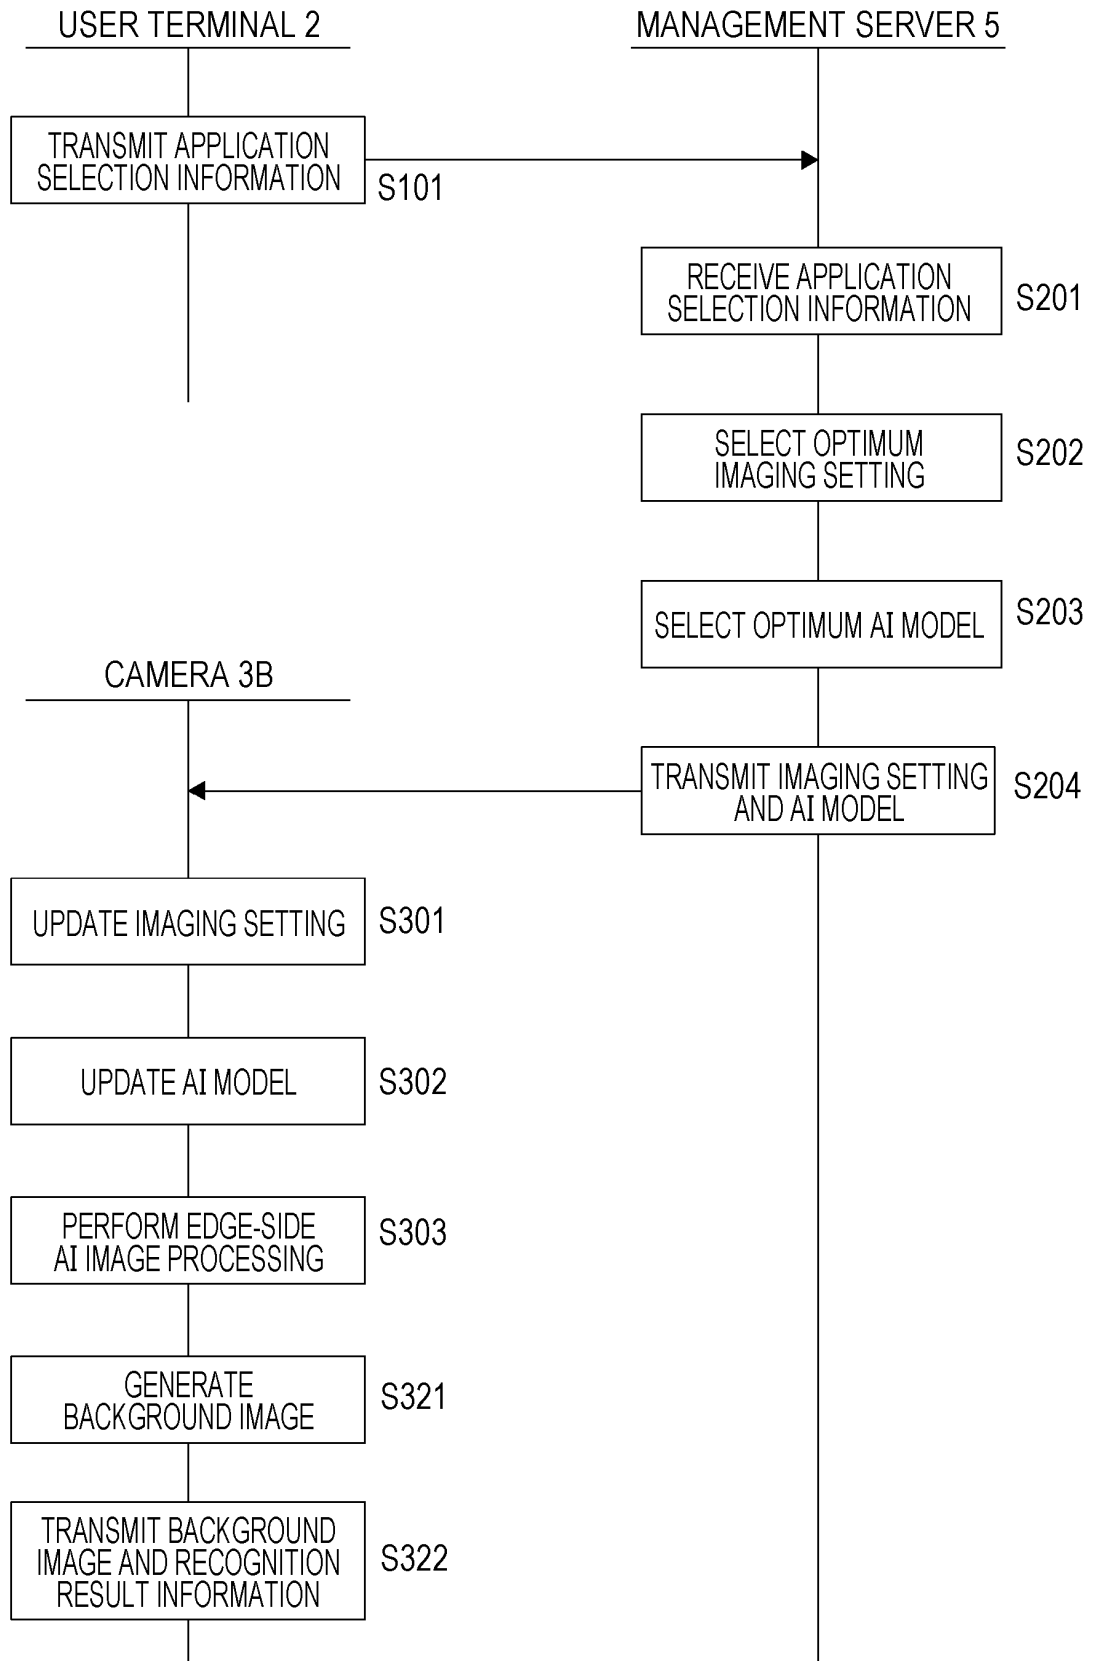 USER TERMINAL 2
MANAGEMENT SERVER 5
TRANSMIT APPLICATION
SELECTION INFORMATION
S101
RECEIVE APPLICATION
SELECTION INFORMATION
S201
SELECT OPTIMUM
IMAGING SETTING
S202
SELECT OPTIMUM AI MODEL
S203
CAMERA 3B
TRANSMIT IMAGING SETTING
AND AI MODEL
S204
UPDATE IMAGING SETTING
S301
UPDATE AI MODEL
S302
PERFORM EDGE-SIDE
AI IMAGE PROCESSING
S303
GENERATE
BACKGROUND IMAGE
S321
TRANSMIT BACKGROUND
IMAGE AND RECOGNITION
RESULT INFORMATION
S322